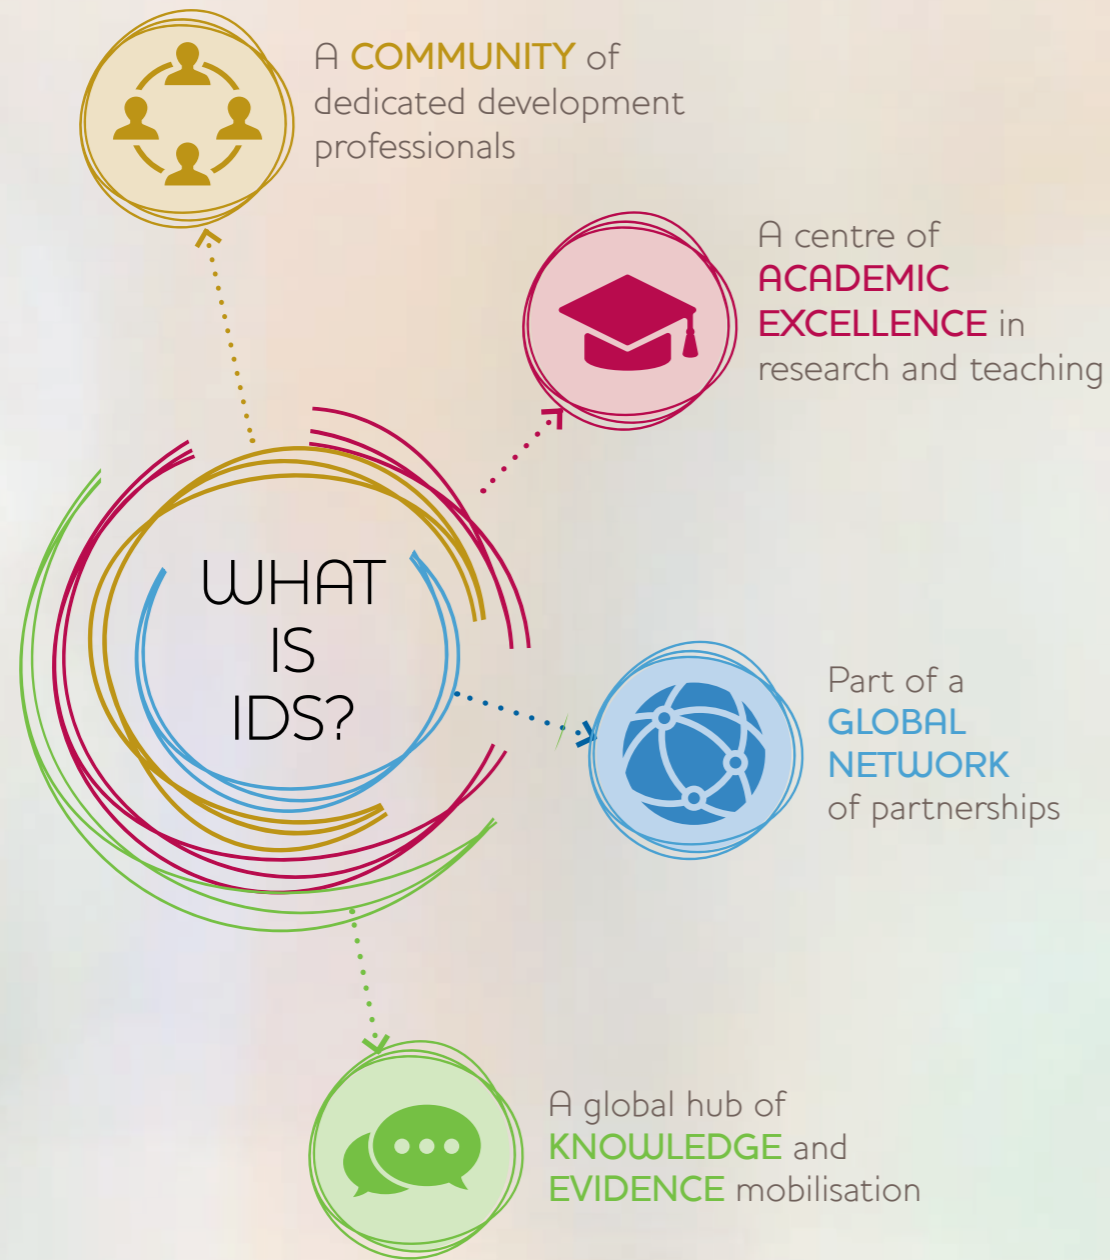 A COMMUNITY of
dedicated development
professionals
A centre of
ACADEMIC
EXCELLENCE in
research and teaching
WHAT
IS
IDS?
Part of a
GLOBAL
NETWORK
of partnerships
A global hub of
KNOWLEDGE and
EVIDENCE mobilisation